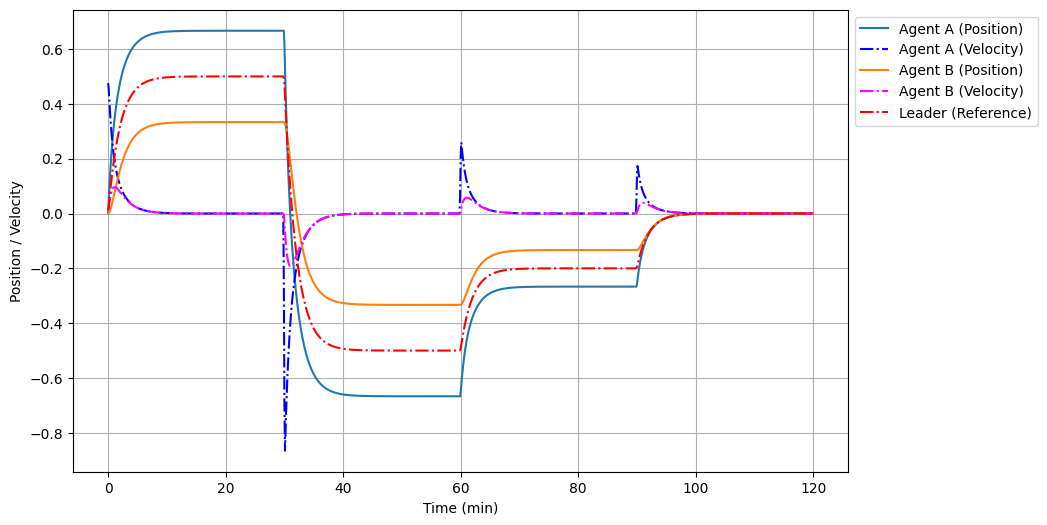 Agent A (Position)
Agent A (Velocity)
Agent B (Position)
Agent B (Velocity)
Leader (Reference)
Position / Velocity
0.6
0.4
0.2
0.0
−0.2
−0.4
−0.6
−0.8
0 20 40 60 80 100 120
Time (min)